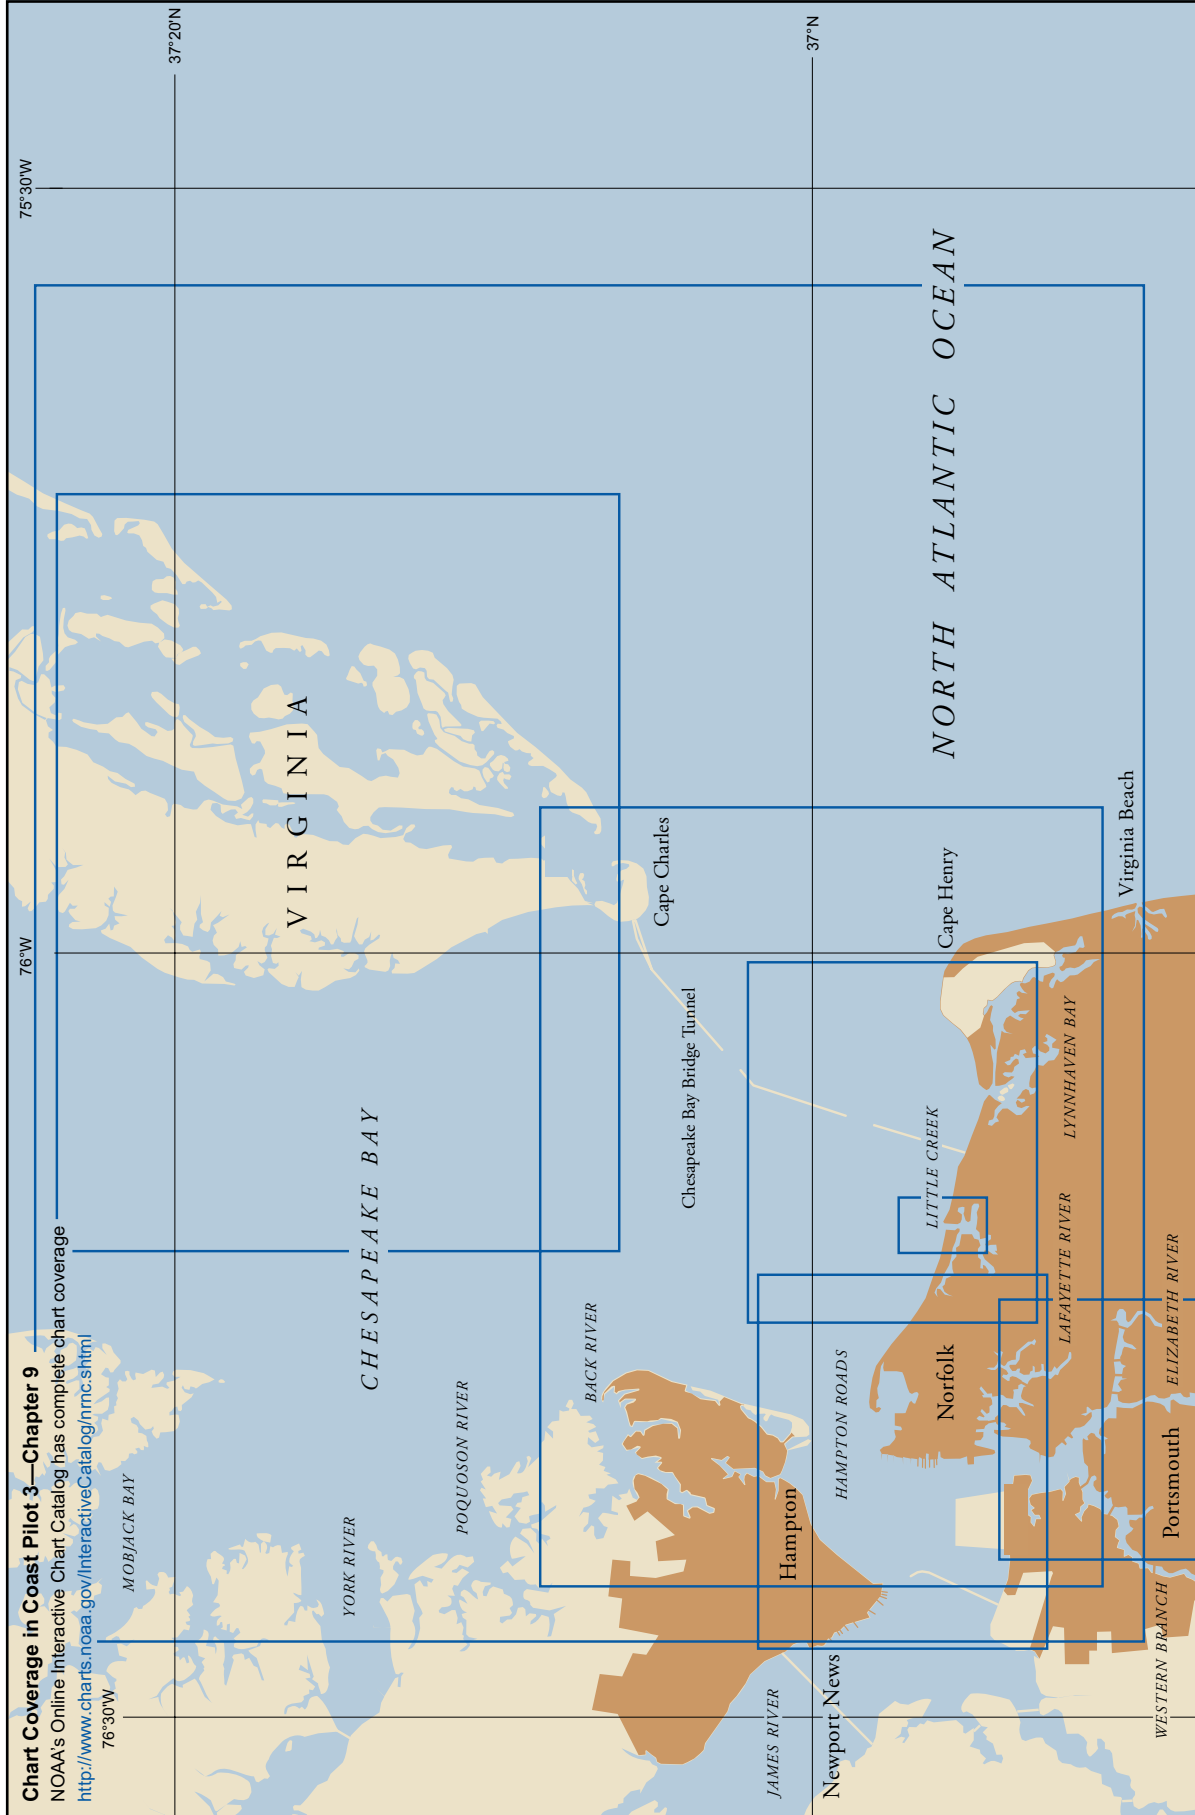 Chart Coverage in Coast Pilot 3—Chapter 9
NOAA's Online Interactive Chart Catalog has complete chart coverage
http://www.charts.noaa.gov/InteractiveCatalog/nrnc.shtml
76°30'W
76°W
75°30'W
37°20'N
37°N
MOBJACK BAY
VIRGINIA
YORK RIVER
CHESAPEAKE BAY
POQUOSON RIVER
BACK RIVER
Cape Charles
Chesapeake Bay Bridge Tunnel
JAMES RIVER
Hampton
Newport News
HAMPTON ROADS
LITTLE CREEK
Norfolk
Cape Henry
NORTH ATLANTIC OCEAN
LAFAYETTE RIVER
LYNNHAVEN BAY
Virginia Beach
WESTERN BRANCH
Portsmouth
ELIZABETH RIVER